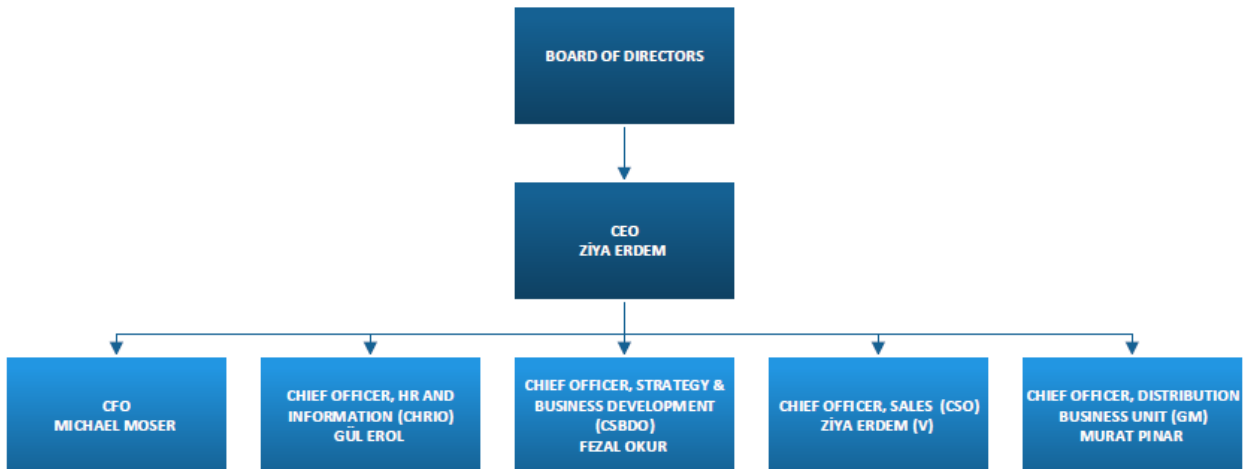 BOARD OF DIRECTORS
CEO
ZİYA ERDEM
CFO
MICHAEL MOSER
CHIEF OFFICER, HR AND
INFORMATION (CHRIO)
GÜL EROL
CHIEF OFFICER, STRATEGY &
BUSINESS DEVELOPMENT
(CSBDO)
FEZAL OKUR
CHIEF OFFICER, SALES (CSO)
ZİYA ERDEM (V)
CHIEF OFFICER, DISTRIBUTION
BUSINESS UNIT (GM)
MURAT PINAR